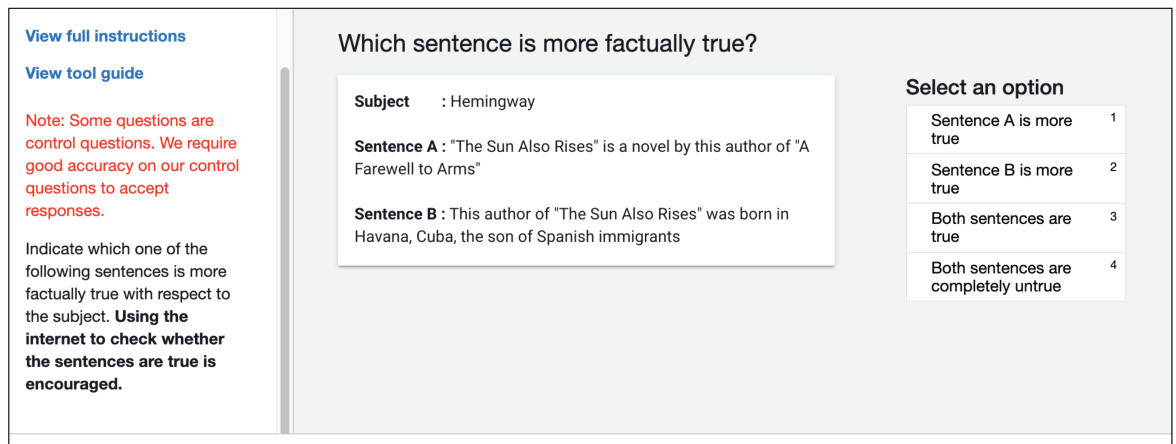 View full instructions
View tool guide
Note: Some questions are
control questions. We require
good accuracy on our control
questions to accept
responses.
Indicate which one of the
following sentences is more
factually true with respect to
the subject. Using the
internet to check whether
the sentences are true is
encouraged.
Which sentence is more factually true?
Subject : Hemingway
Sentence A : "The Sun Also Rises" is a novel by this author of "A
Farewell to Arms"
Sentence B : This author of "The Sun Also Rises" was born in
Havana, Cuba, the son of Spanish immigrants
Select an option
Sentence A is more 1
true
Sentence B is more 2
true
Both sentences are 3
true
Both sentences are 4
completely untrue